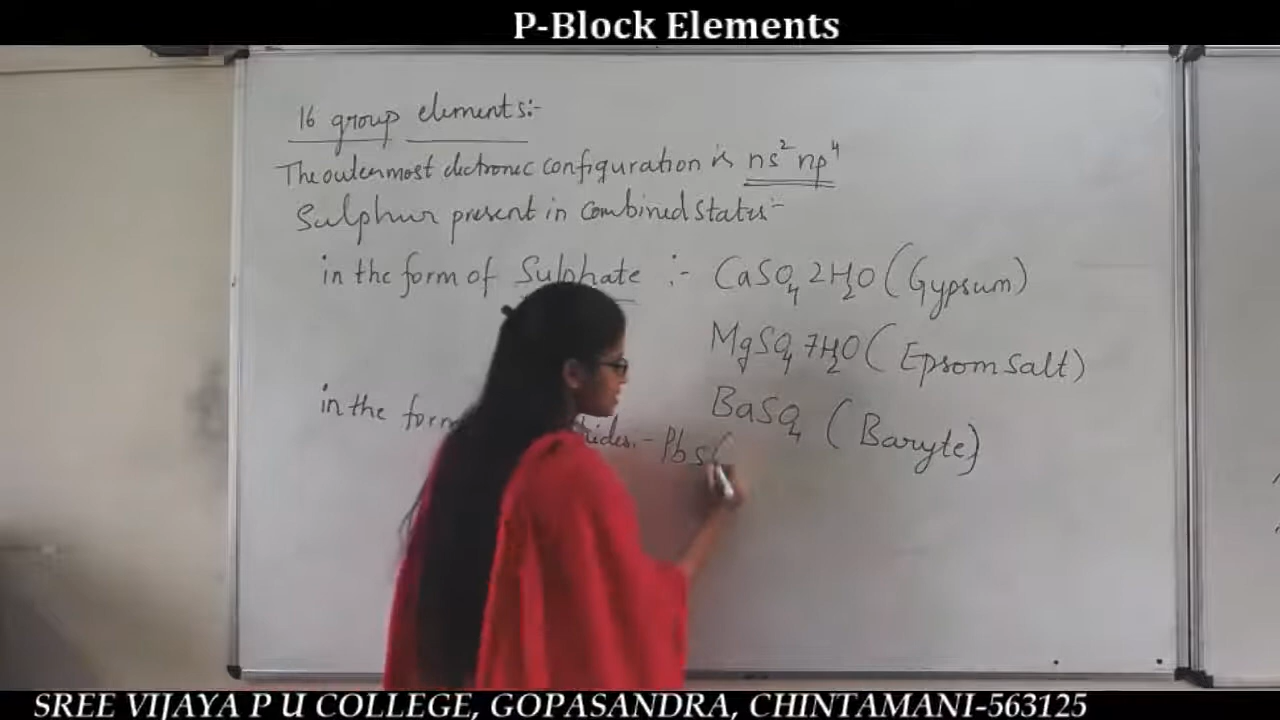 P-Block Elements
16 group elements:-
The outermost electronic configuration is ns² np⁴
Sulphur present in Combined States:-
in the form of Sulphate :- CaSO₄ 2H₂O (Gypsum)
MgSO₄ 7H₂O (Epsom Salt)
BaSO₄ (Baryte)
in the form :- PbS (
SREE VIJAYA P U COLLEGE, GOPASANDRA, CHINTAMANI-563125